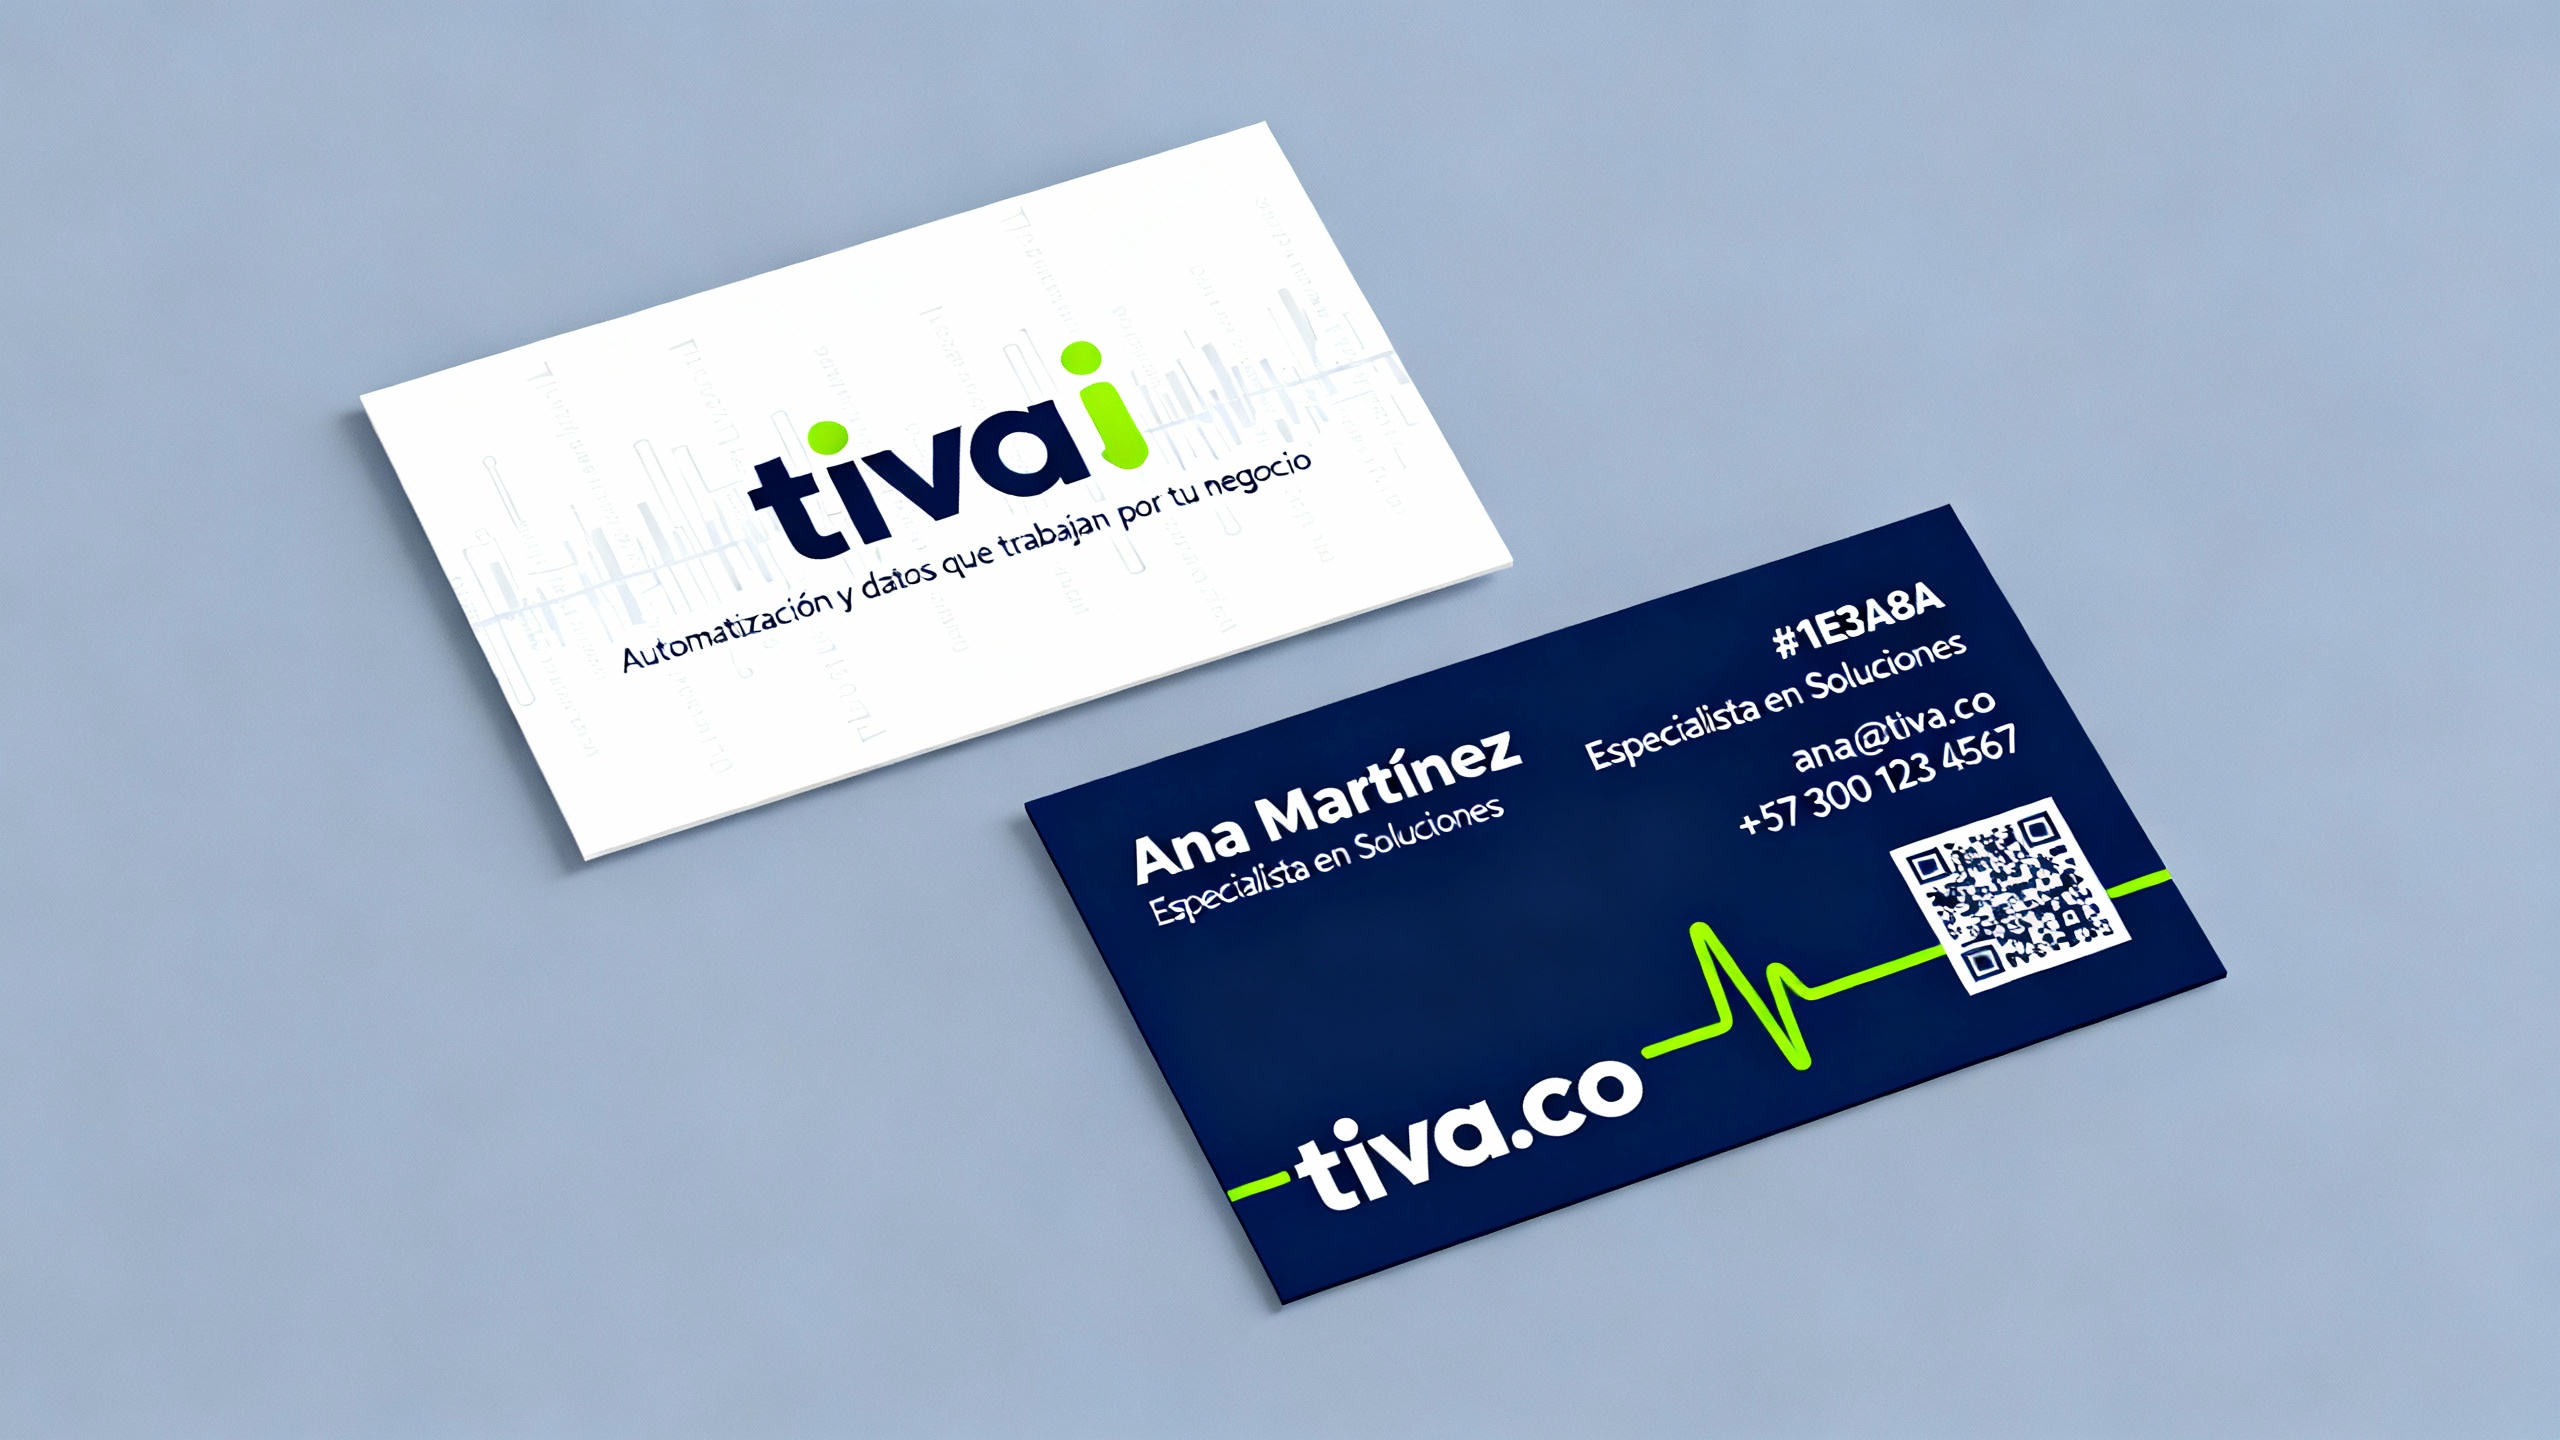 tivai
Automatización y datos que trabajan por tu negocio
Ana Martínez
Especialista en Soluciones
#1E3A8A
Especialista en Soluciones
ana@tiva.co
+57 300 123 4567
tiva.co